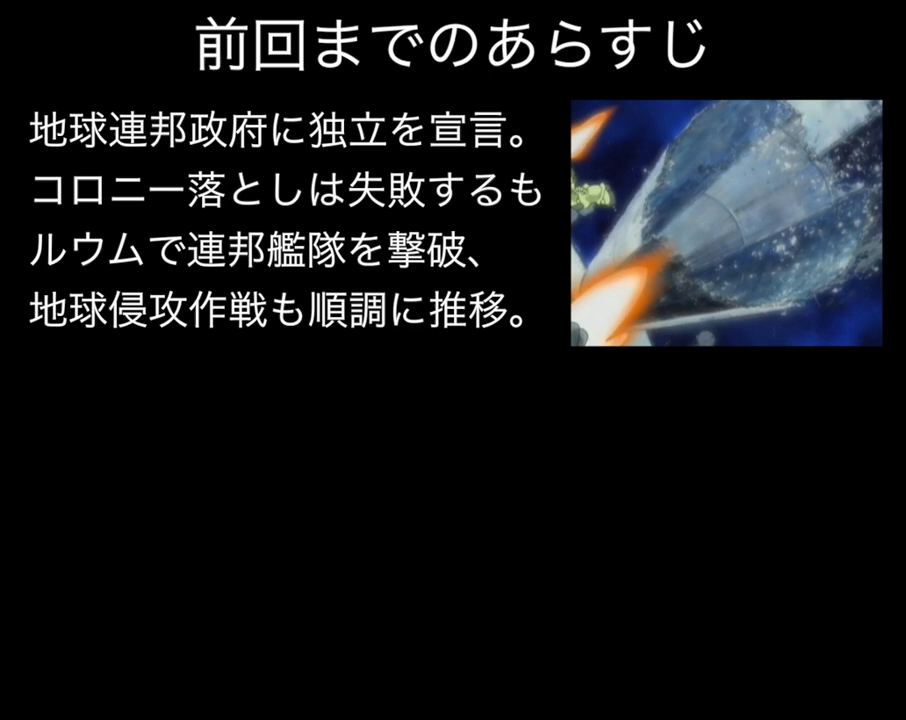 前回までのあらすじ
地球連邦政府に独立を宣言。
コロニー落としは失敗するも
ルウムで連邦艦隊を撃破、
地球侵攻作戦も順調に推移。